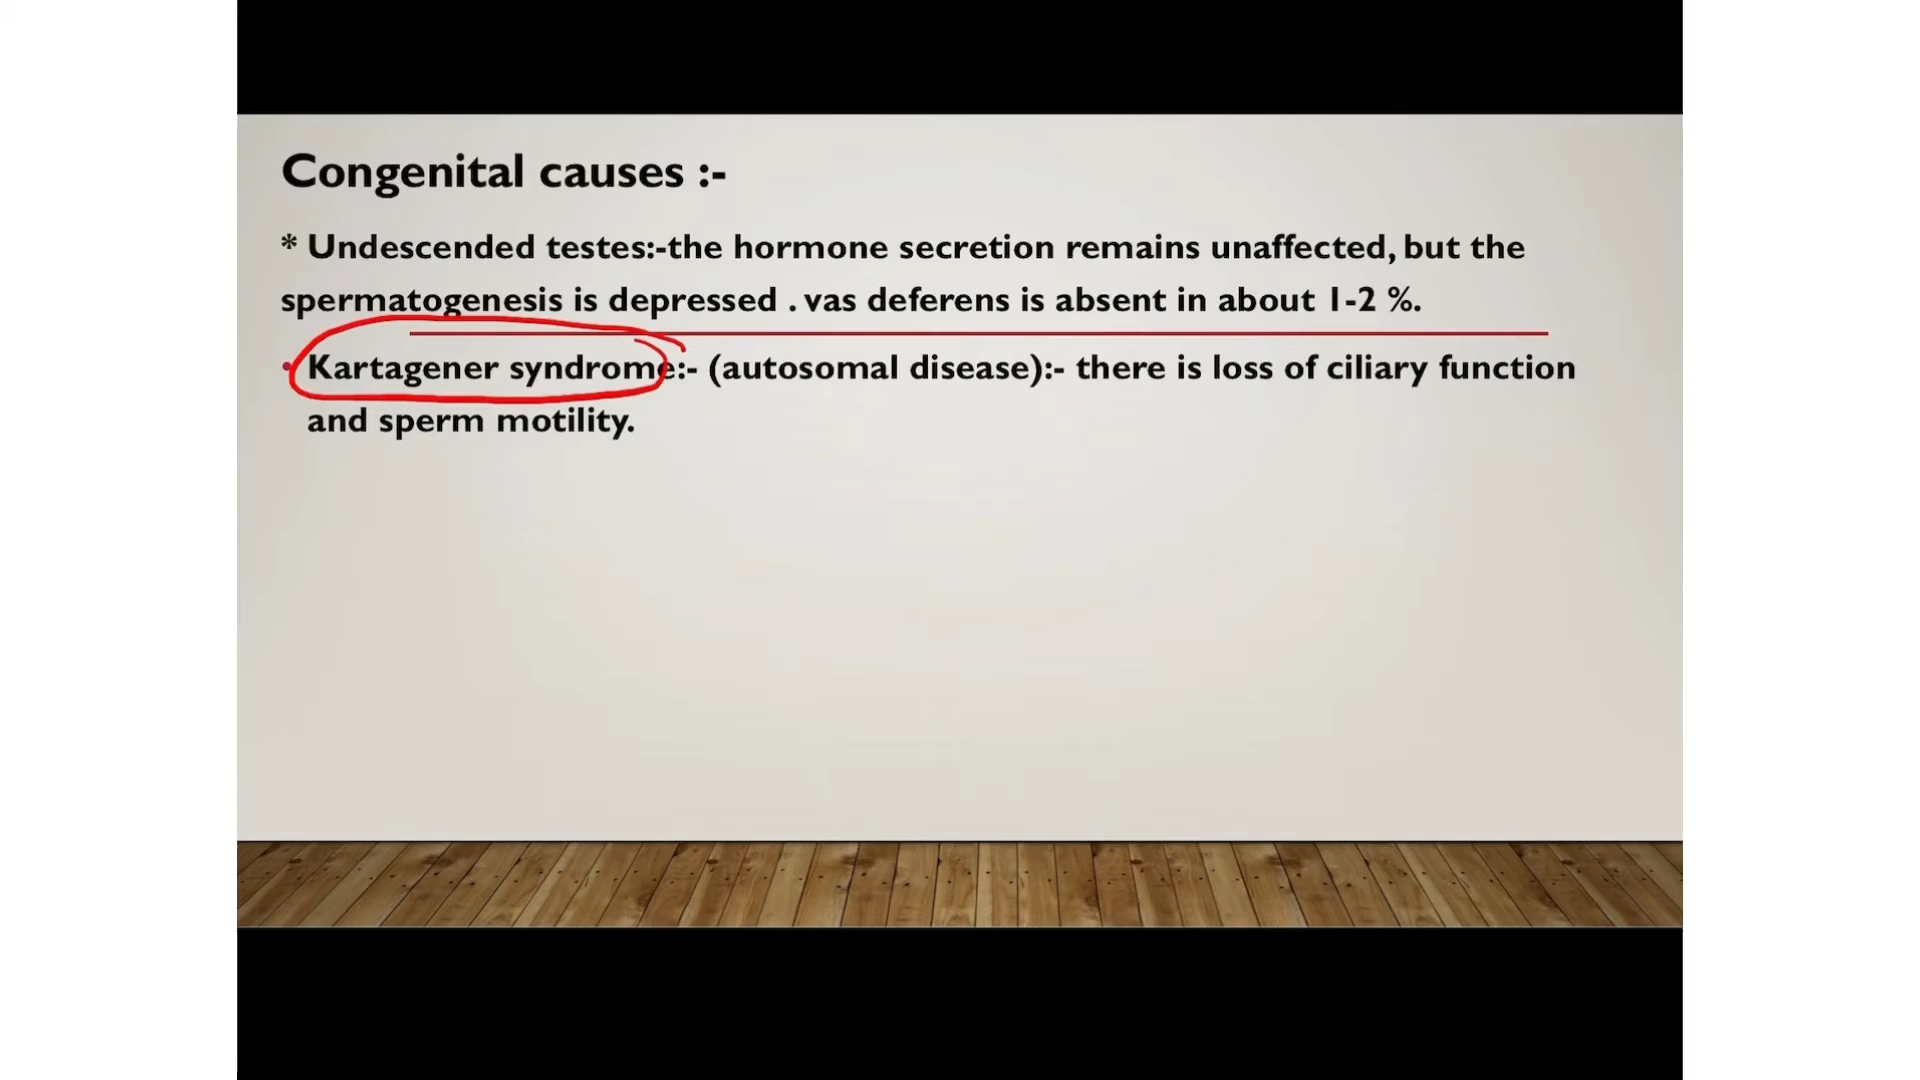 Congenital causes :-
* Undescended testes:-the hormone secretion remains unaffected, but the
spermatogenesis is depressed . vas deferens is absent in about 1-2 %.
• Kartagener syndrome:- (autosomal disease):- there is loss of ciliary function
and sperm motility.